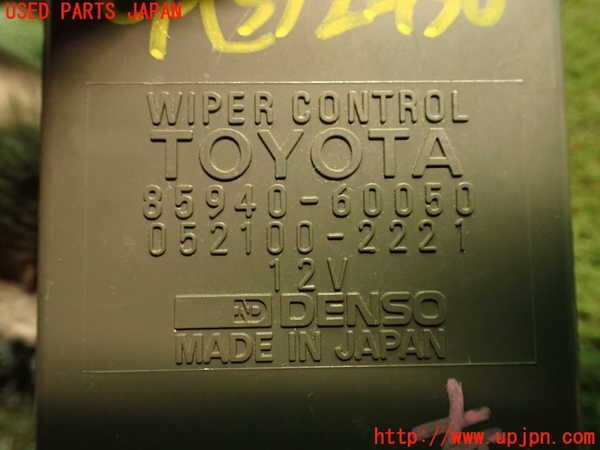 USED PARTS JAPAN
WIPER CONTROL
TOYOTA
85940-60050
052100-2221
12V
ND DENSO
MADE IN JAPAN
http://www.upjpn.com/